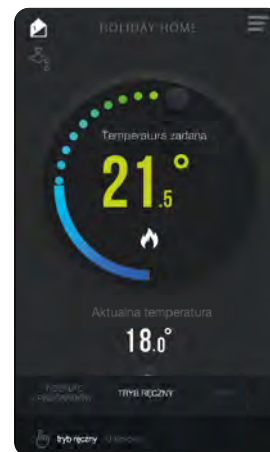 HOLIDAY HOME
Temperatura zadana
21.5°
Aktualna temperatura
18.0°
TRYB RĘCZNY
tryb ręczny